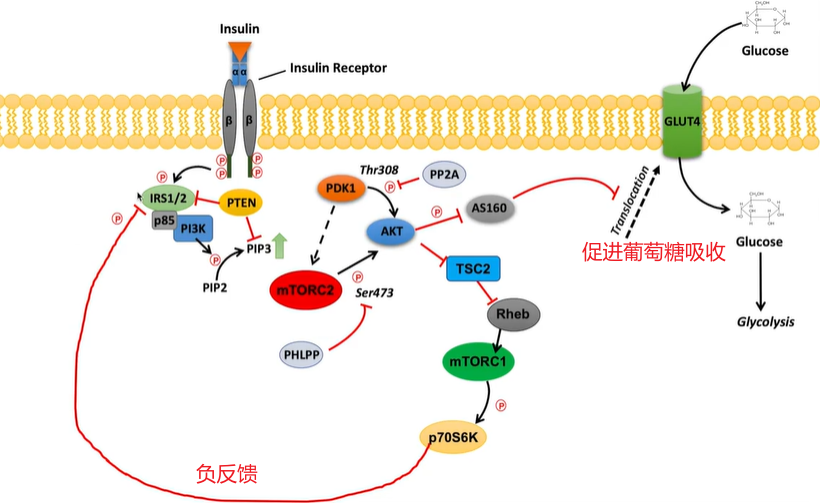 Insulin
Glucose
Insulin Receptor
α α
β β
GLUT4
P P
P P
P
IRS1/2
PTEN
p85
PI3K
P
PIP3
PIP2
P
PDK1
Thr308
P
PP2A
AKT
P
AS160
mTORC2
P
Ser473
PHLPP
TSC2
Rheb
mTORC1
P
p70S6K
Translocation
促进葡萄糖吸收
Glucose
Glycolysis
负反馈